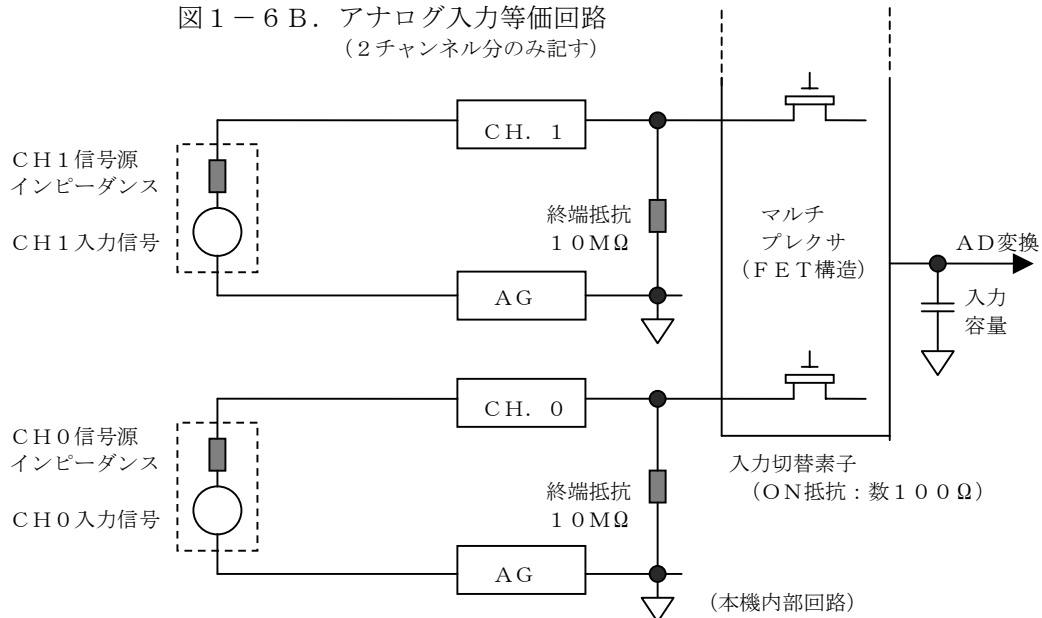 図１－６Ｂ．アナログ入力等価回路
（２チャンネル分のみ記す）
ＣＨ１信号源
インピーダンス
ＣＨ１入力信号
ＣＨ．１
ＡＧ
終端抵抗
１０ＭΩ
マルチ
プレクサ
（ＦＥＴ構造）
ＡＤ変換
入力
容量
ＣＨ０信号源
インピーダンス
ＣＨ０入力信号
ＣＨ．０
ＡＧ
終端抵抗
１０ＭΩ
入力切替素子
（ＯＮ抵抗：数１００Ω）
（本機内部回路）